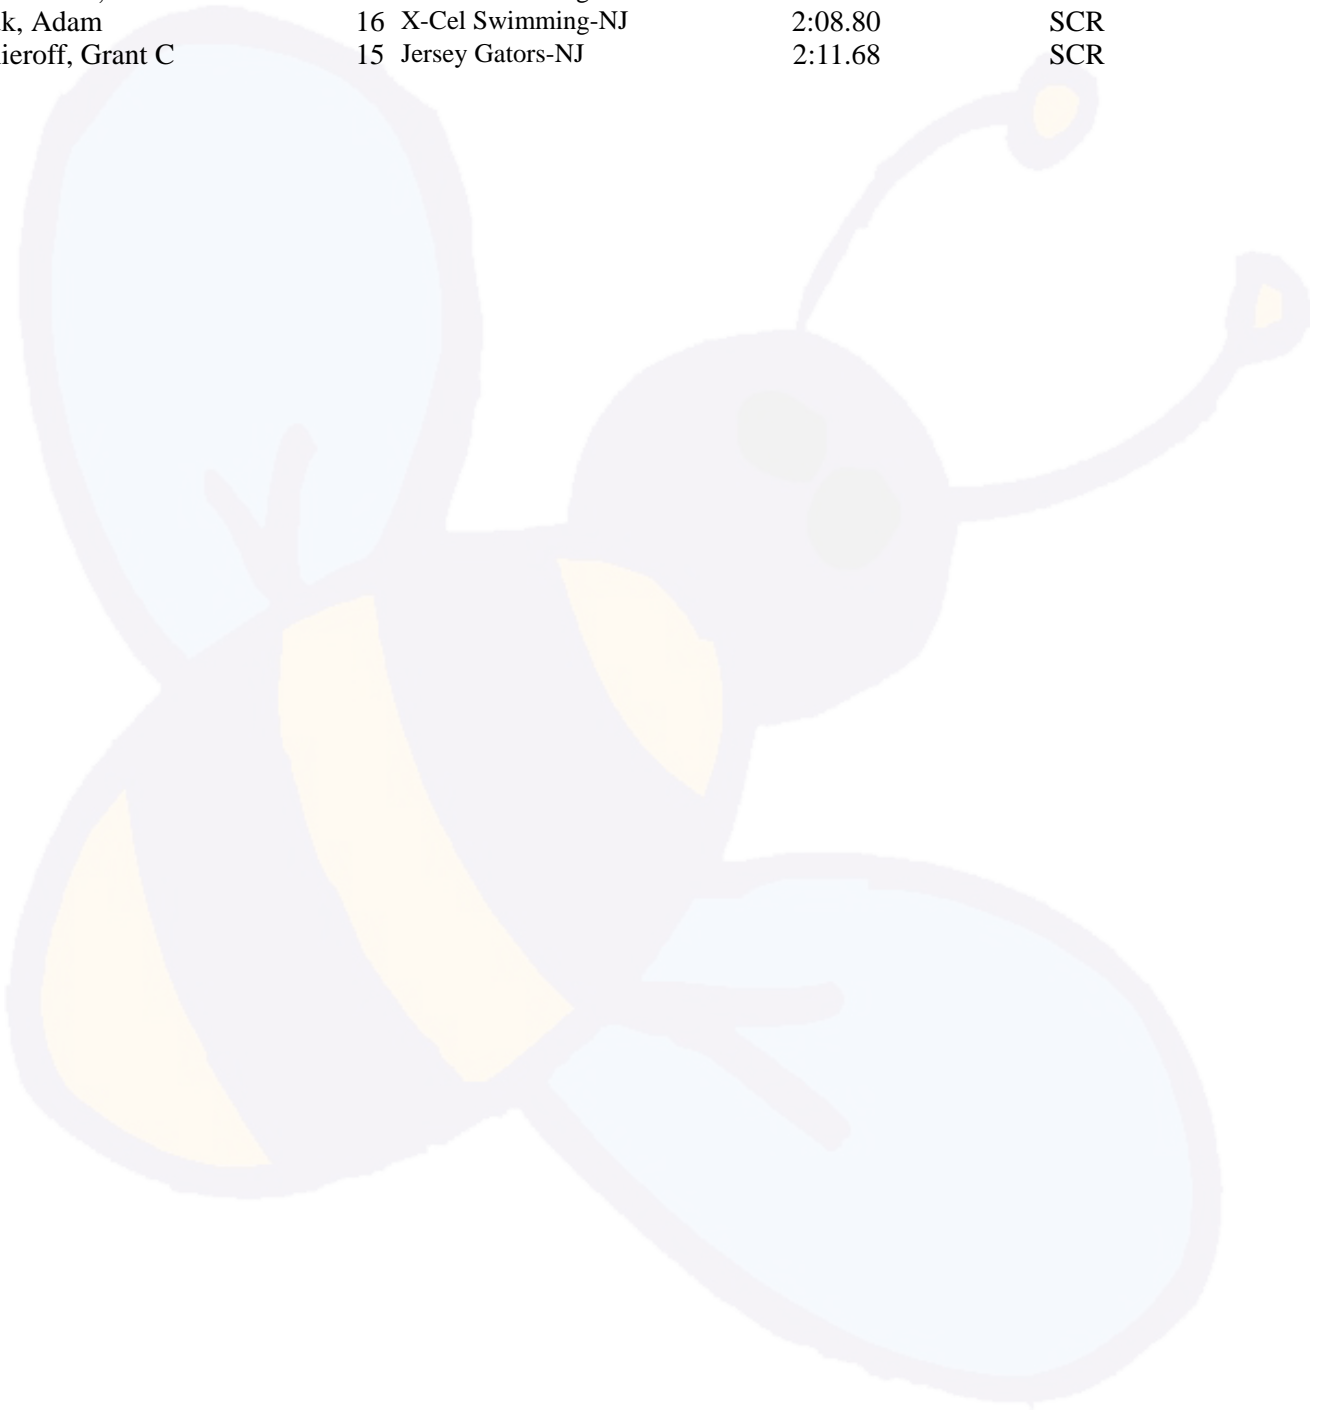 k, Adam 16 X-Cel Swimming-NJ 2:08.80 SCR
ieroff, Grant C 15 Jersey Gators-NJ 2:11.68 SCR